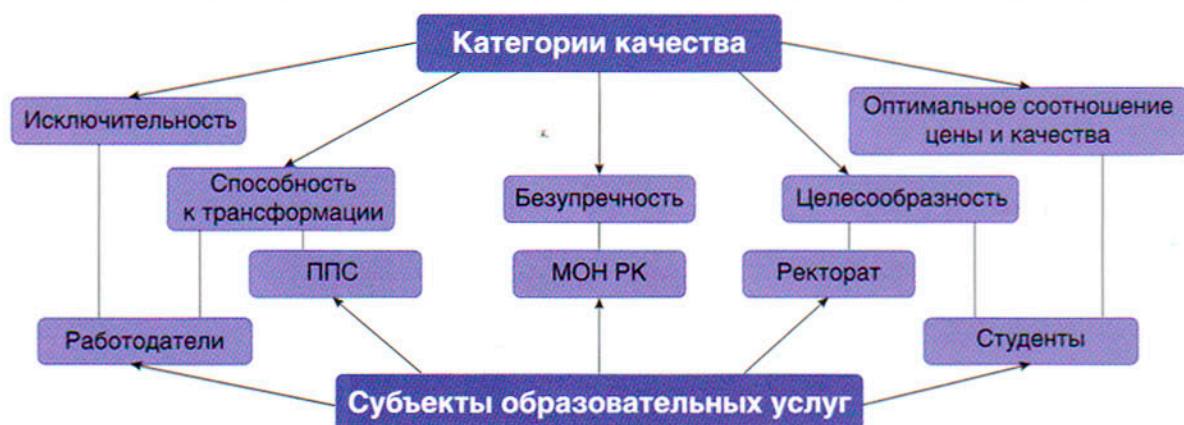 Категории качества
Исключительность
Оптимальное соотношение
цены и качества
Способность
к трансформации
Безупречность
Целесообразность
ППС
МОН РК
Ректорат
Работодатели
Студенты
Субъекты образовательных услуг